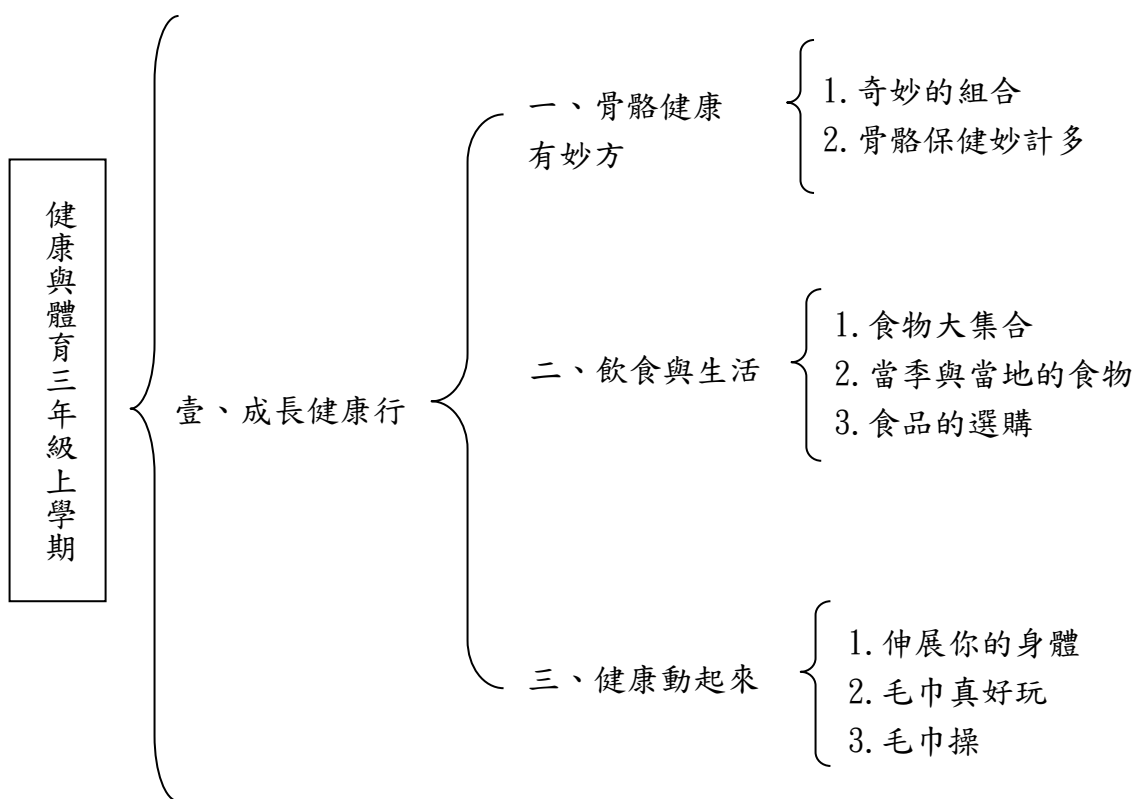 健康與體育三年級上學期
壹、成長健康行
一、骨骼健康
有妙方
1.奇妙的組合
2.骨骼保健妙計多
二、飲食與生活
1.食物大集合
2.當季與當地的食物
3.食品的選購
三、健康動起來
1.伸展你的身體
2.毛巾真好玩
3.毛巾操